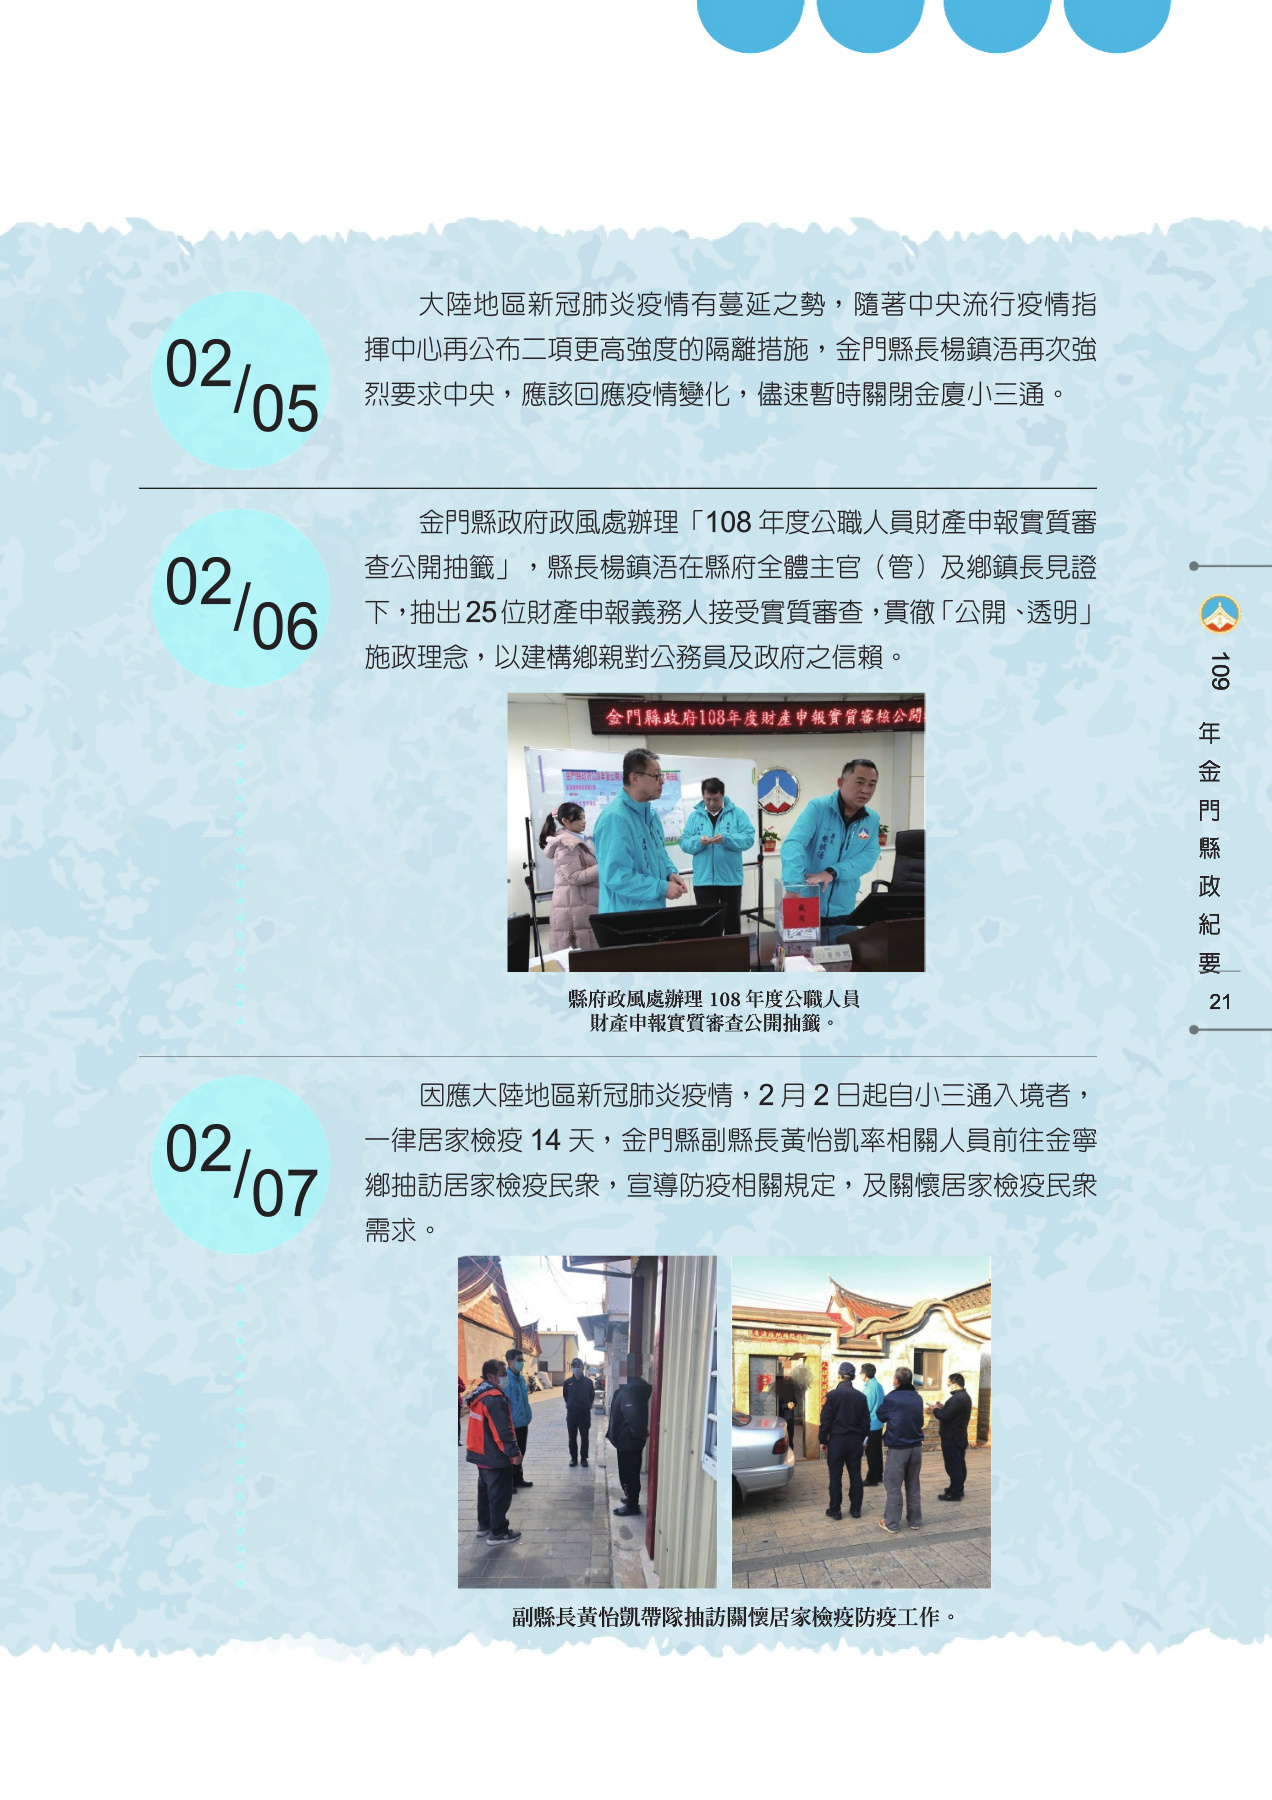 02/05
大陸地區新冠肺炎疫情有蔓延之勢，隨著中央流行疫情指
揮中心再公布二項更高強度的隔離措施，金門縣長楊鎮浯再次強
烈要求中央，應該回應疫情變化，儘速暫時關閉金廈小三通。
02/06
金門縣政府政風處辦理「108 年度公職人員財產申報實質審
查公開抽籤」，縣長楊鎮浯在縣府全體主官（管）及鄉鎮長見證
下，抽出 25 位財產申報義務人接受實質審查，貫徹「公開、透明」
施政理念，以建構鄉親對公務員及政府之信賴。
金門縣政府108年度財產申報實質審核公開
縣府政風處辦理 108 年度公職人員
財產申報實質審查公開抽籤。
02/07
因應大陸地區新冠肺炎疫情，2 月 2 日起自小三通入境者，
一律居家檢疫 14 天，金門縣副縣長黃怡凱率相關人員前往金寧
鄉抽訪居家檢疫民衆，宣導防疫相關規定，及關懷居家檢疫民衆
需求。
副縣長黃怡凱帶隊抽訪關懷居家檢疫防疫工作。
109 年金門縣政紀要
21